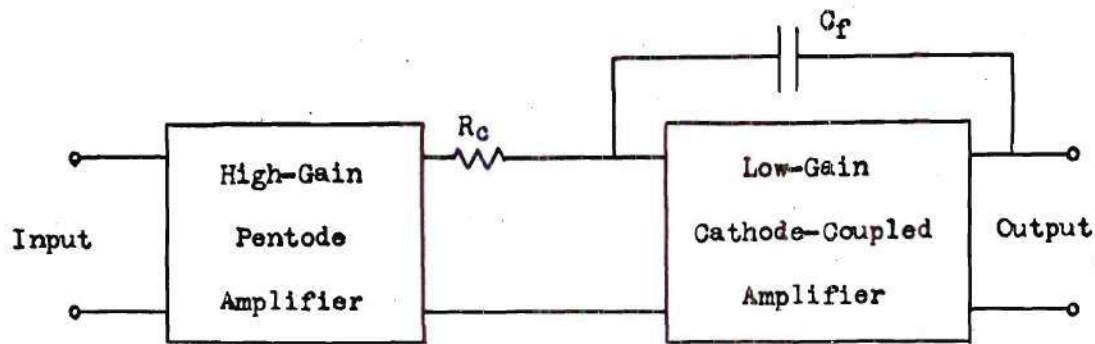 Cf
Rc
High-Gain
Pentode
Amplifier
Low-Gain
Cathode-Coupled
Amplifier
Input
Output